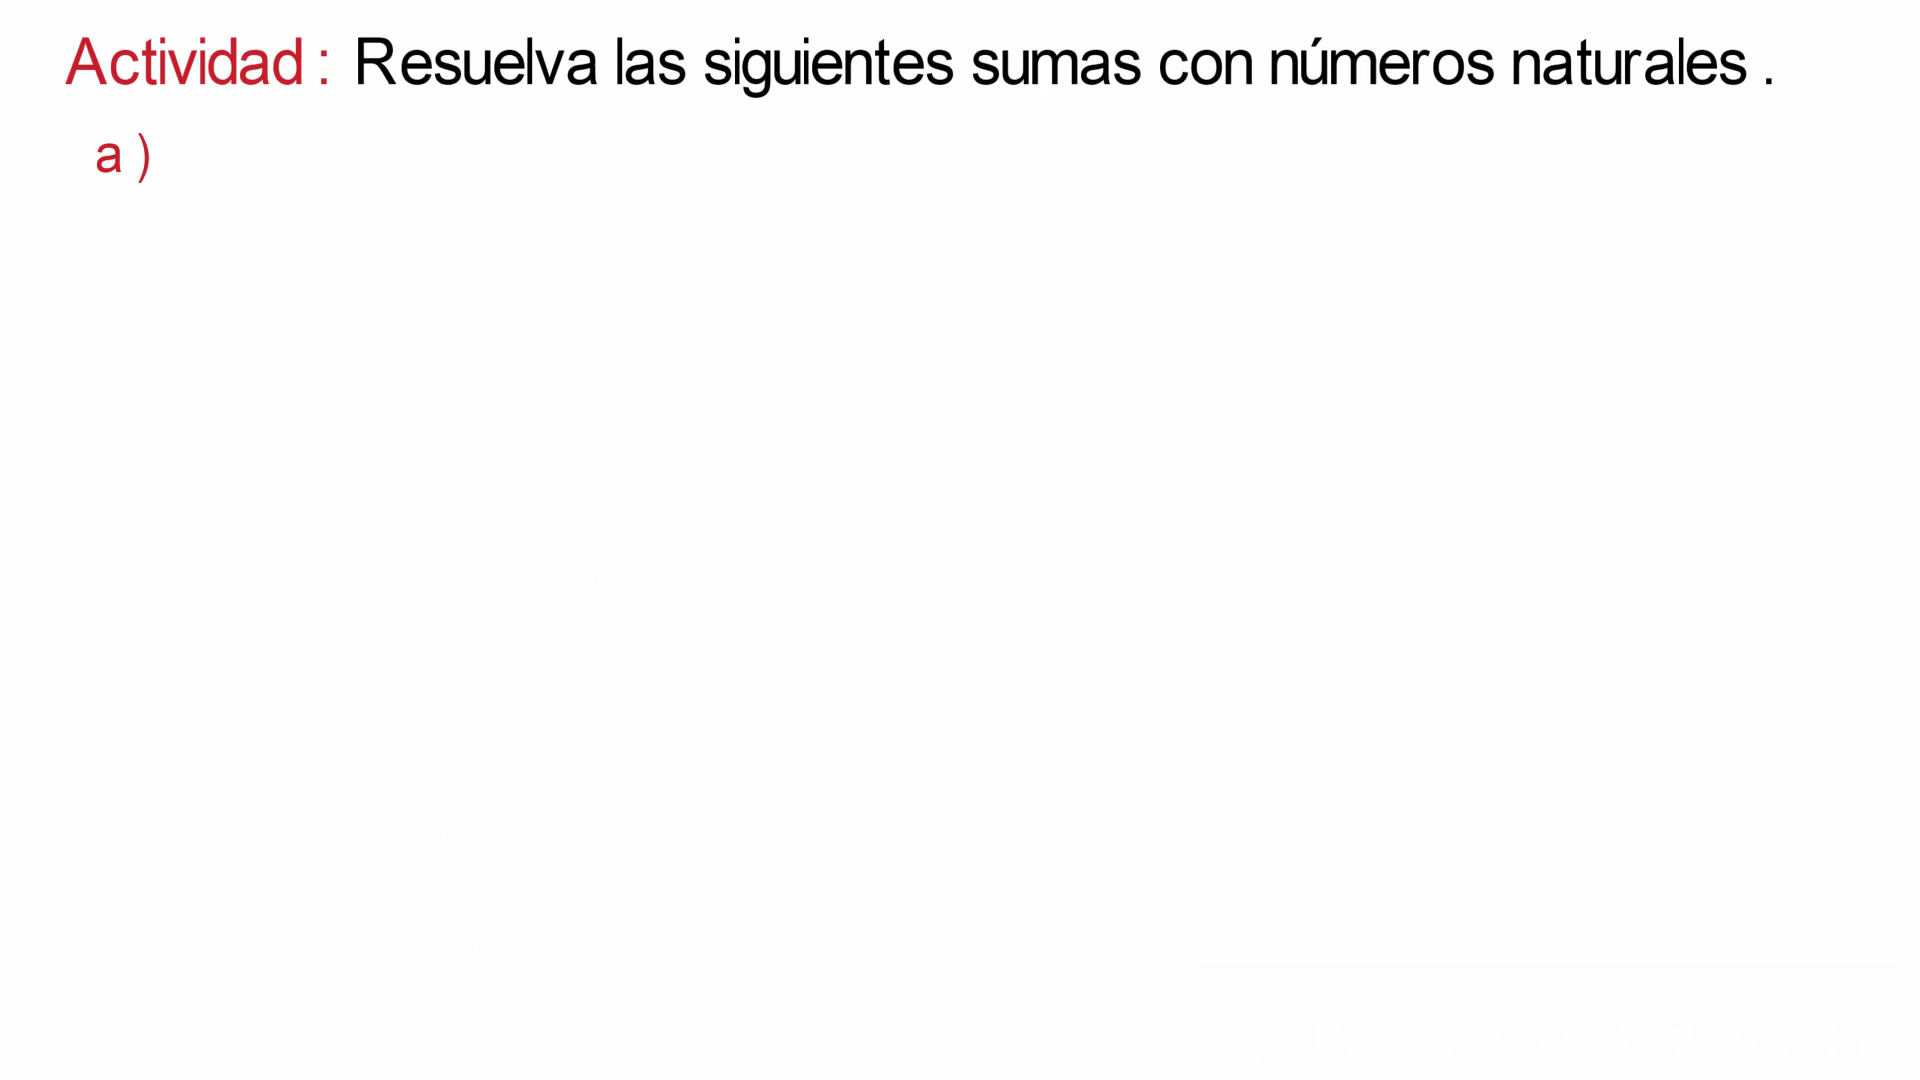 Actividad : Resuelva las siguientes sumas con números naturales .
a )